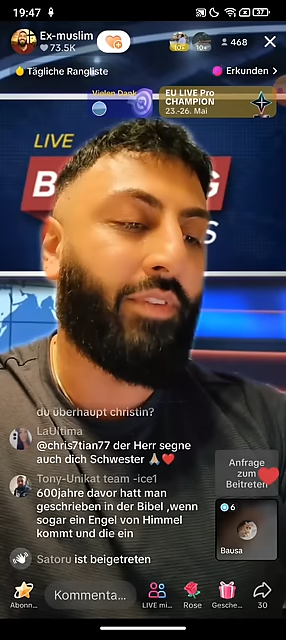 19:47
37
Ex-muslim
73.5K
10+
10+
468
Tägliche Rangliste
Erkunden
Vielen Dank
EU LIVE Pro
CHAMPION
23.-26. Mai
LIVE
B
G
S
du überhaupt christin?
LaUltima
@chris7tian77 der Herr segne
auch dich Schwester 🙏🏼❤️
Tony-Unikat team -ice1
600jahre davor hatt man
geschrieben in der Bibel ,wenn
sogar ein Engel von Himmel
kommt und die ein
Satoru ist beigetreten
Anfrage
zum
Beitreten
6
Bausa
Kommenta...
Abonn...
LIVE mi...
Rose
Gesche...
30